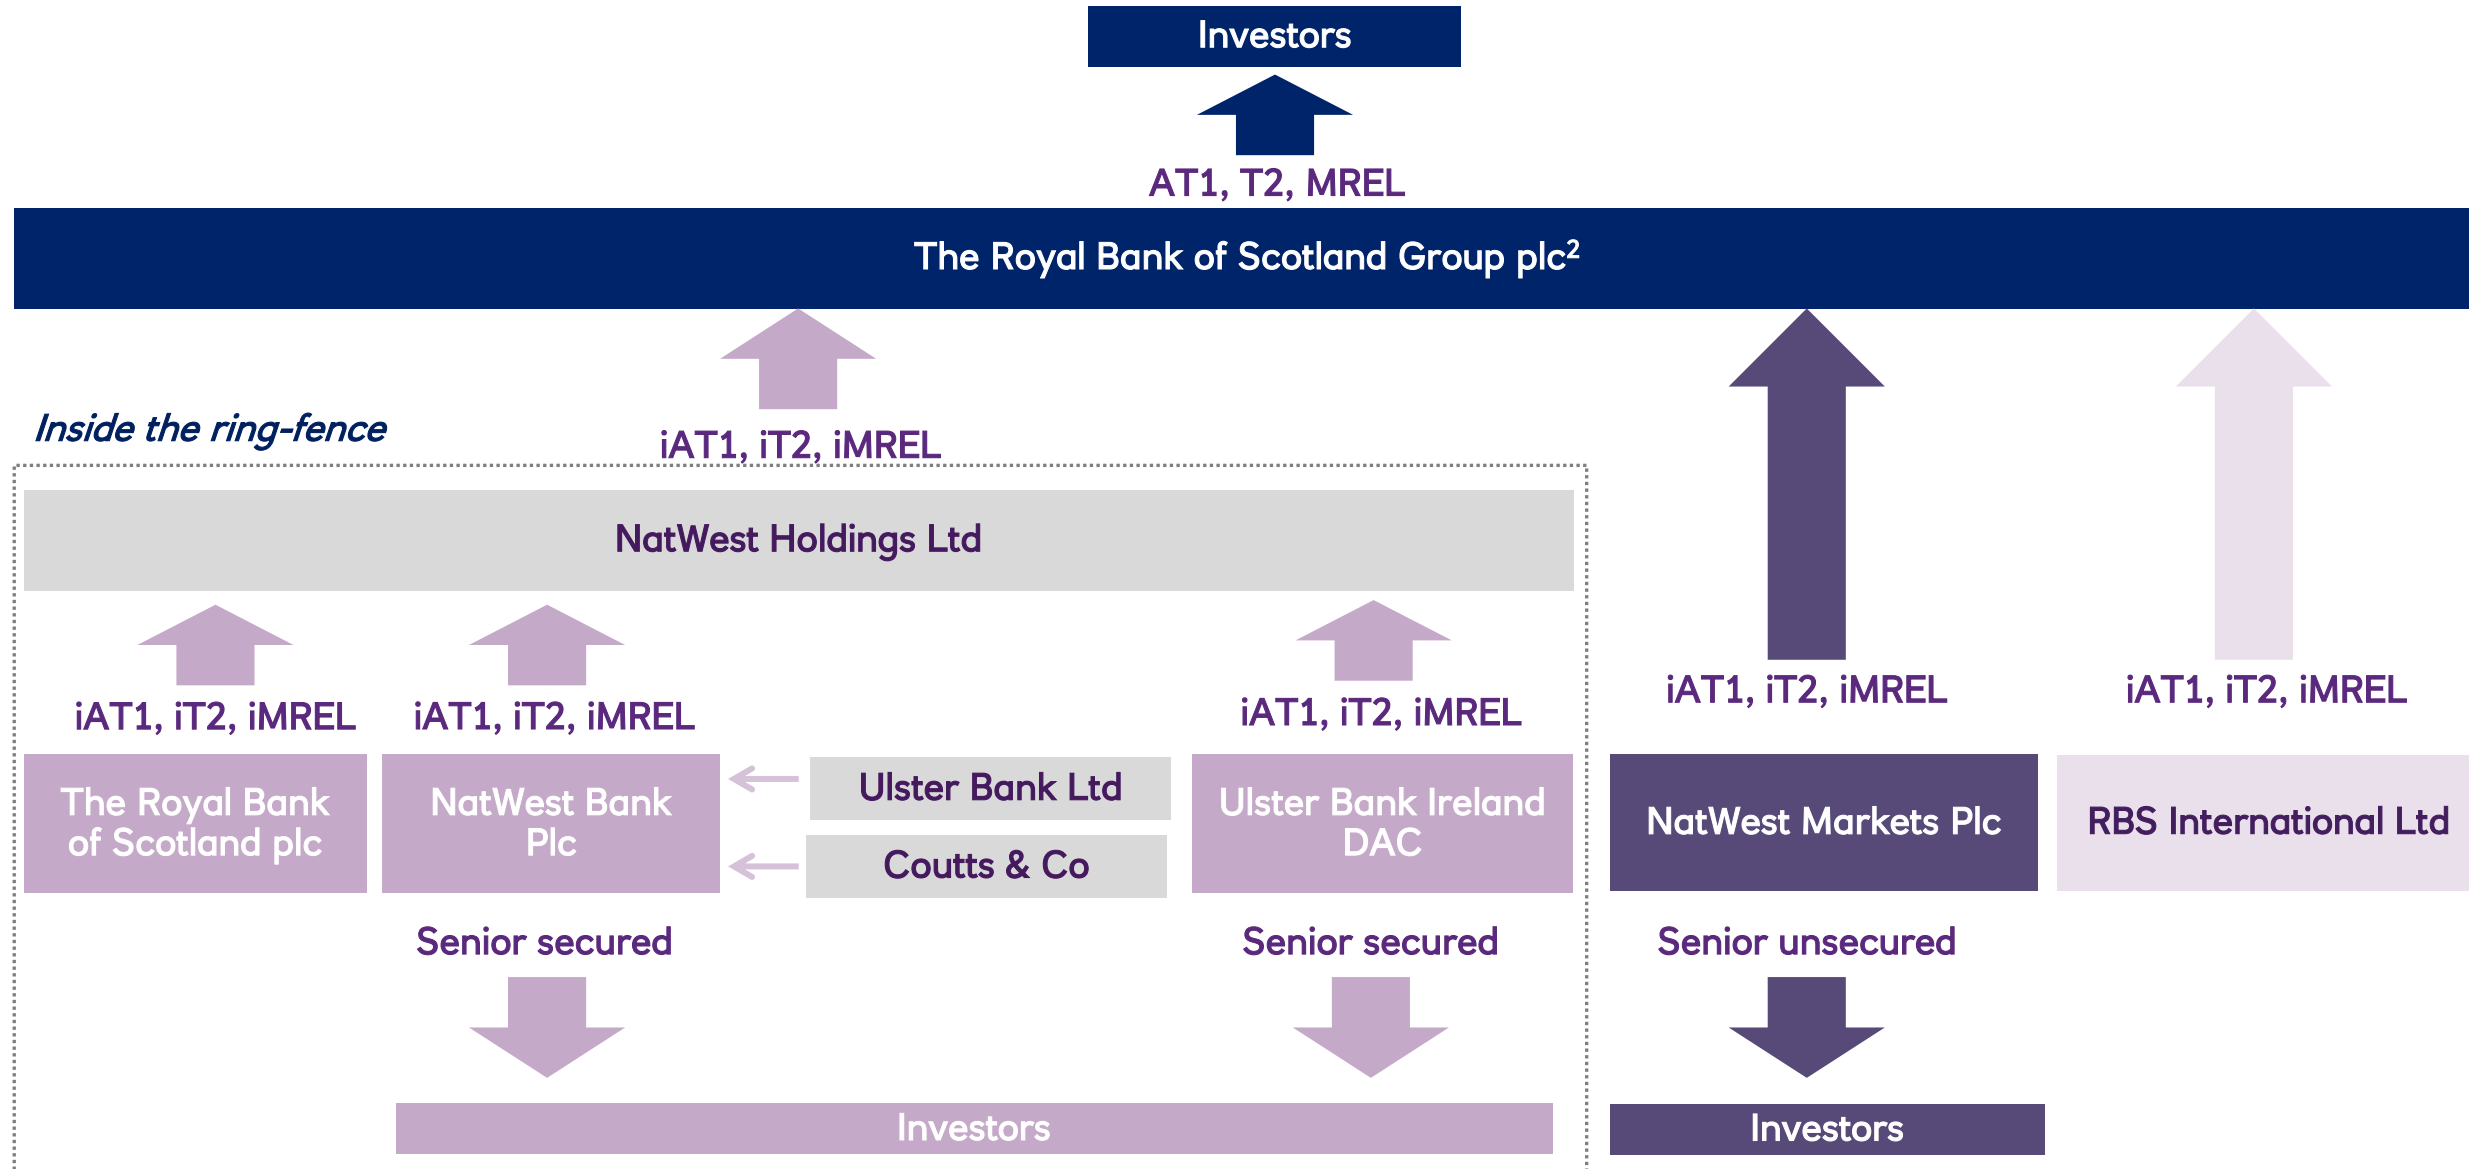 Investors
AT1, T2, MREL
The Royal Bank of Scotland Group plc²
Inside the ring-fence
iAT1, iT2, iMREL
NatWest Holdings Ltd
iAT1, iT2, iMREL
iAT1, iT2, iMREL
iAT1, iT2, iMREL
iAT1, iT2, iMREL
iAT1, iT2, iMREL
The Royal Bank
of Scotland plc
NatWest Bank
Plc
Ulster Bank Ltd
Coutts & Co
Ulster Bank Ireland
DAC
NatWest Markets Plc
RBS International Ltd
Senior secured
Senior secured
Senior unsecured
Investors
Investors